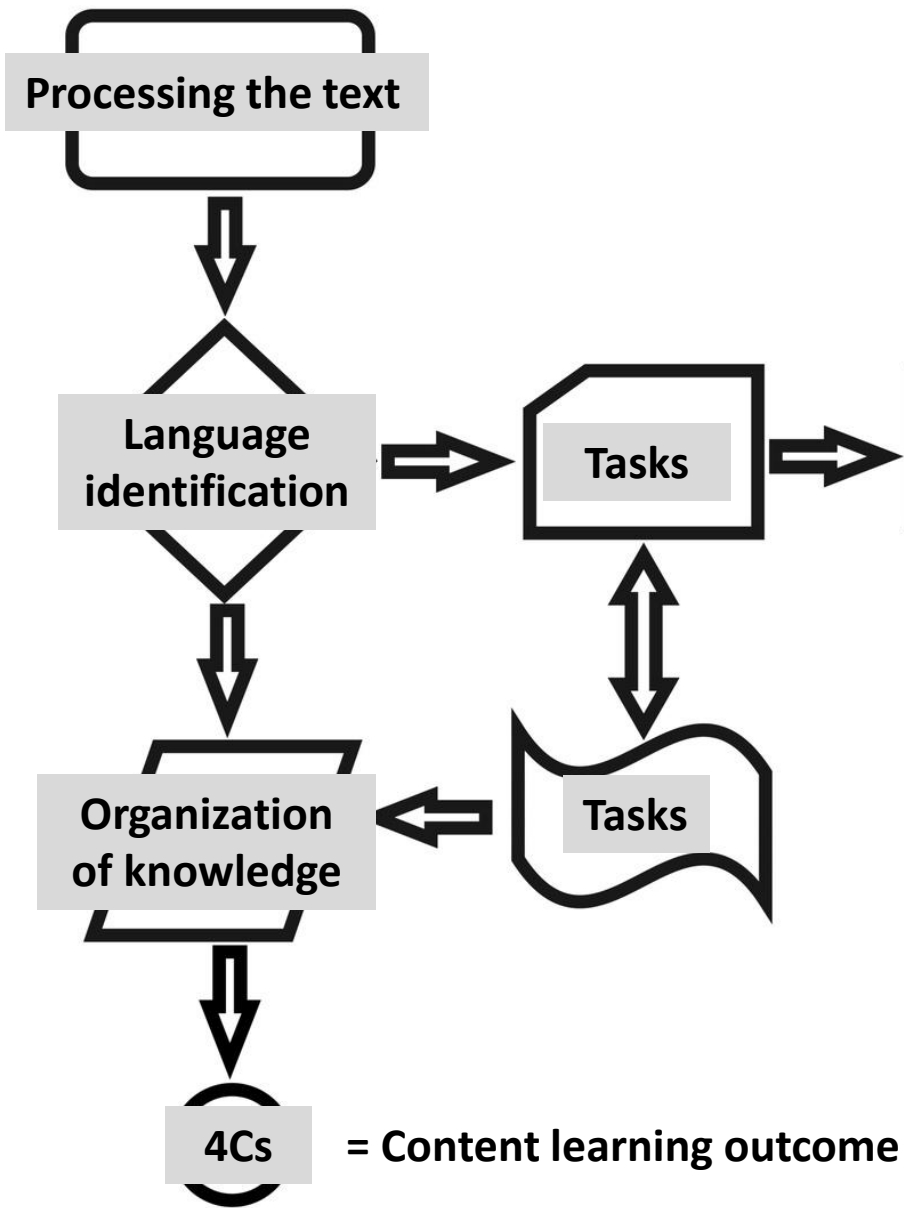 Processing the text
Language
identification
Tasks
Organization
of knowledge
Tasks
4Cs
= Content learning outcome